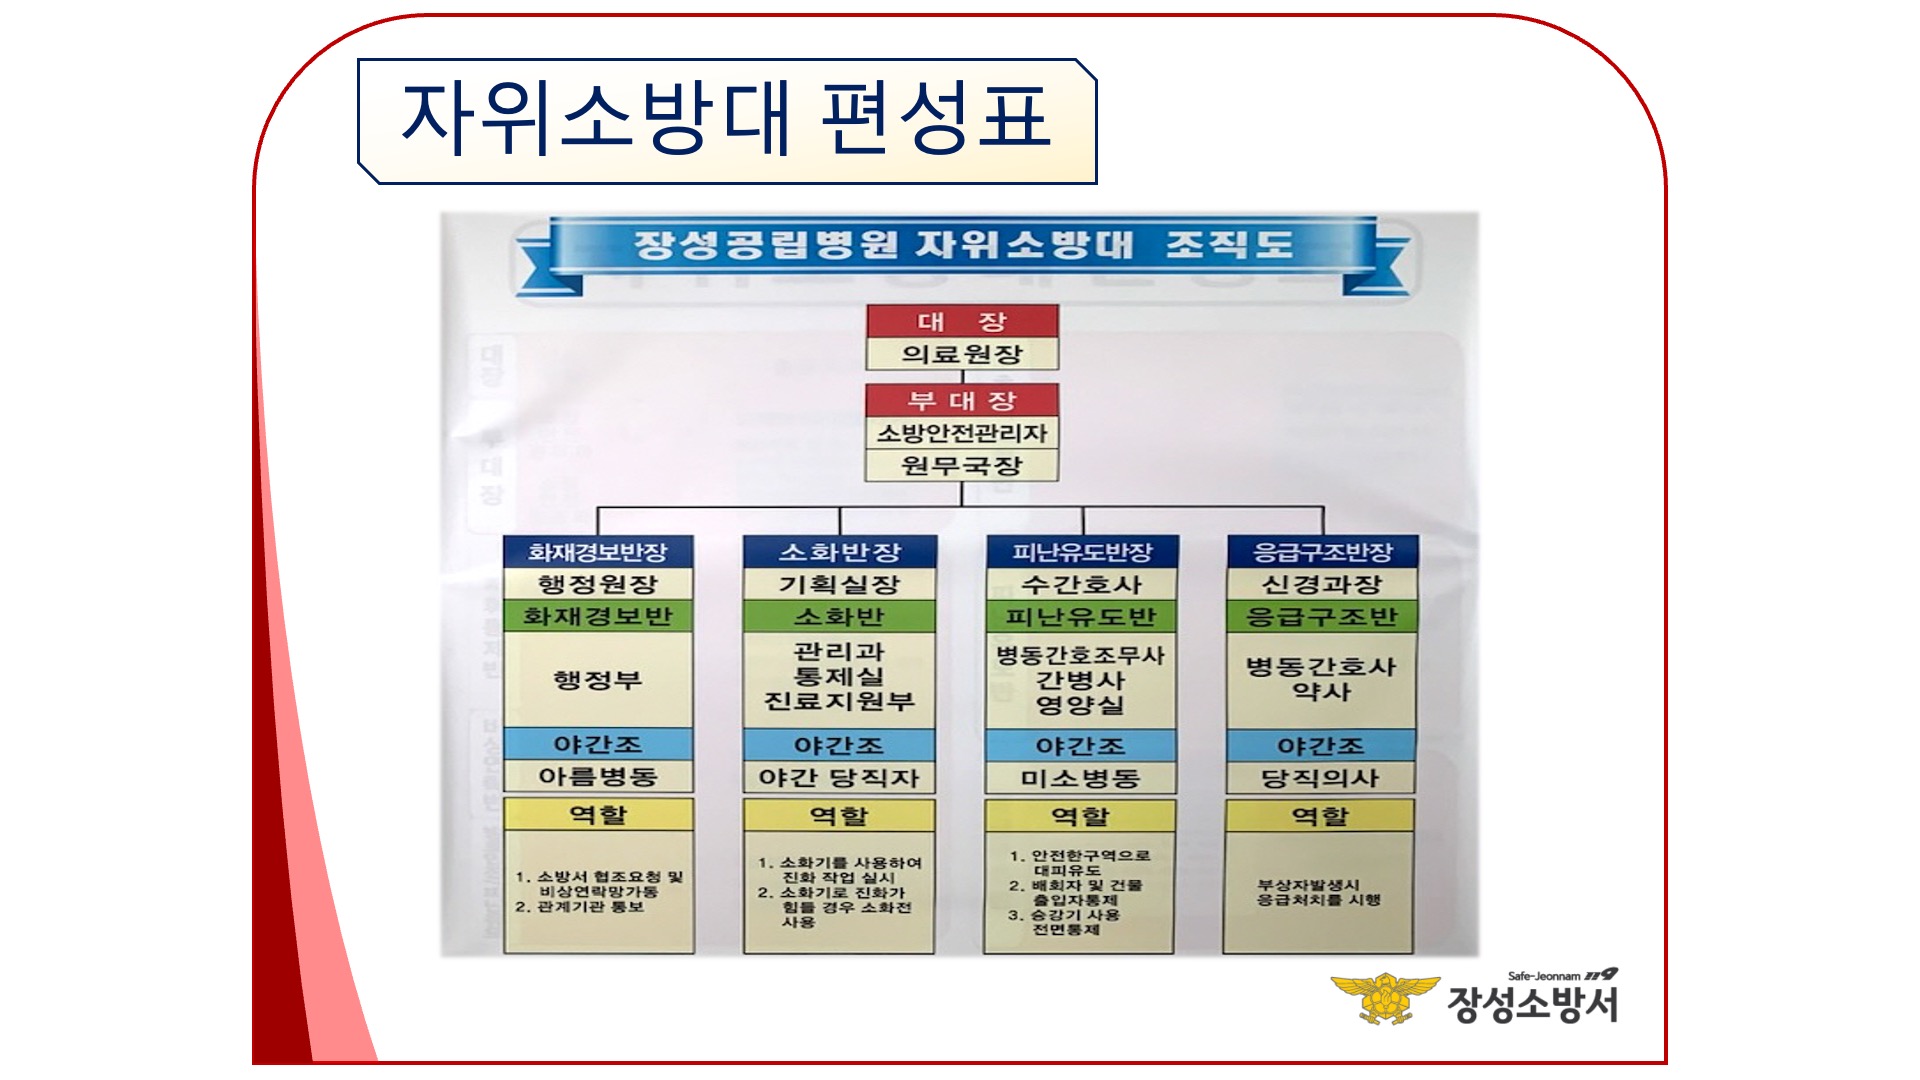 자위소방대 편성표
장성공립병원 자위소방대 조직도
대 장
의료원장
부 대 장
소방안전관리자
원무국장
화재경보반장
행정원장
화재경보반
행정부
야간조
아름병동
역할
1. 소방서 협조요청 및
비상연락망가동
2. 관계기관 통보
소화반장
기획실장
소화반
관리과
통제실
진료지원부
야간조
야간 당직자
역할
1. 소화기를 사용하여
진화 작업 실시
2. 소화기로 진화가
힘들 경우 소화전
사용
피난유도반장
수간호사
피난유도반
병동간호조무사
간병사
영양실
야간조
미소병동
역할
1. 안전한구역으로
대피유도
2. 배회자 및 건물
출입자통제
3. 승강기 사용
전면통제
응급구조반장
신경과장
응급구조반
병동간호사
약사
야간조
당직의사
역할
부상자발생시
응급처치를 시행
Safe-Jeonnam 119
장성소방서